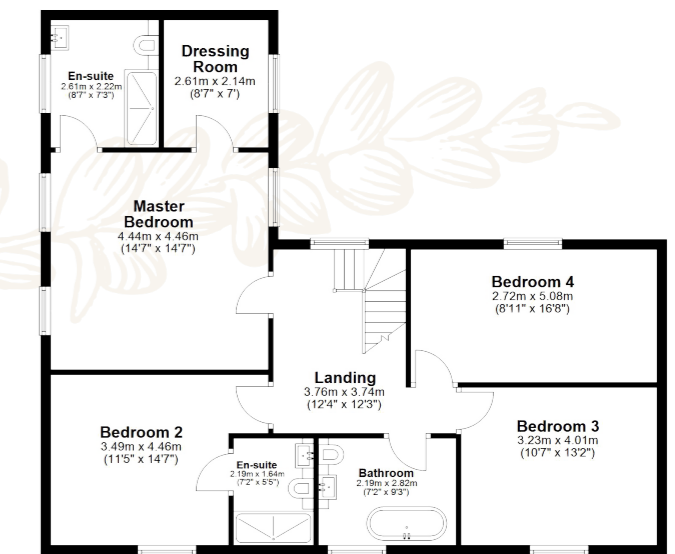 En-suite
2.61m x 2.22m
(8'7" x 7'3")
Dressing
Room
2.61m x 2.14m
(8'7" x 7')
Master
Bedroom
4.44m x 4.46m
(14'7" x 14'7")
Bedroom 4
2.72m x 5.08m
(8'11" x 16'8")
Landing
3.76m x 3.74m
(12'4" x 12'3")
Bedroom 2
3.49m x 4.46m
(11'5" x 14'7")
En-suite
2.19m x 1.64m
(7'2" x 5'5")
Bathroom
2.19m x 2.82m
(7'2" x 9'3")
Bedroom 3
3.23m x 4.01m
(10'7" x 13'2")